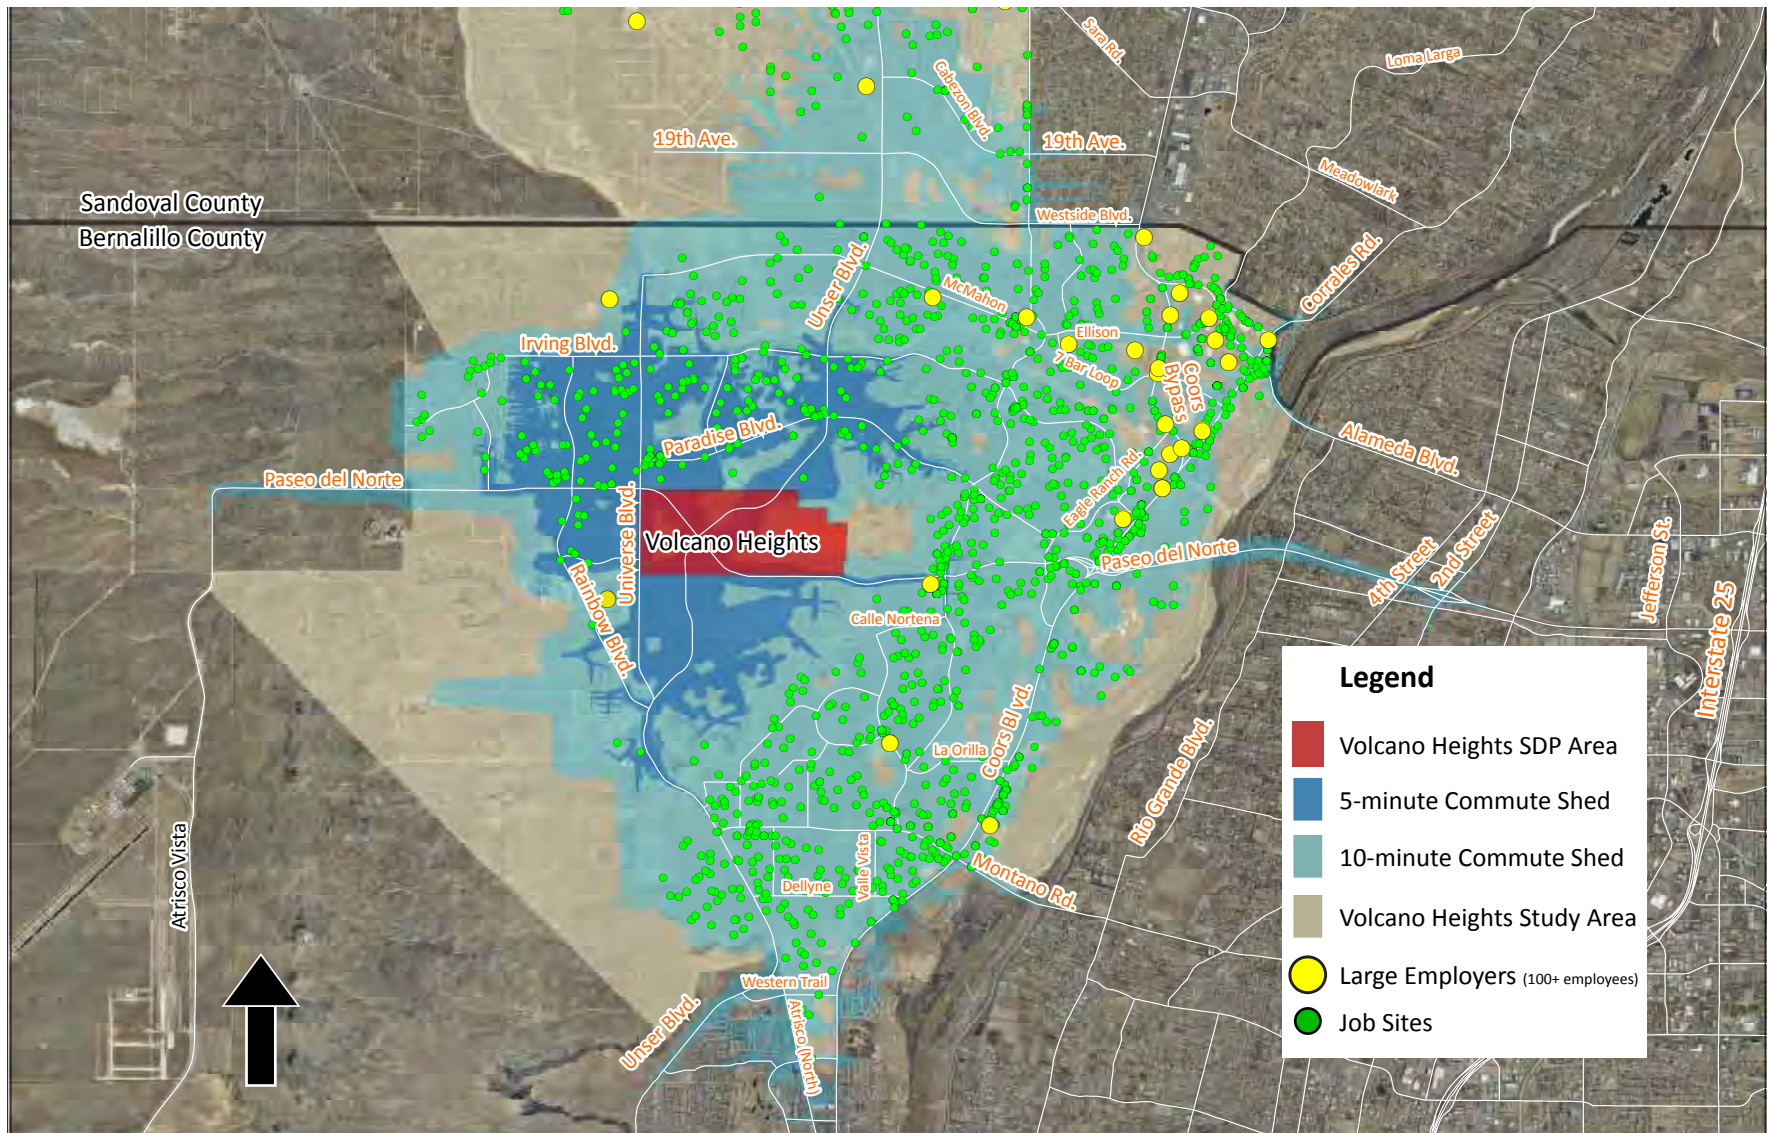 Sara Rd.
Loma Larga
Cabezon Blvd.
19th Ave.
19th Ave.
Meadowlark
Sandoval County
Bernalillo County
Westside Blvd.
Unser Blvd.
Corrales Rd.
McMahon
Irving Blvd.
Ellison
7 Bar Loop
Coors
Bypass
Paradise Blvd.
Alameda Blvd.
Paseo del Norte
Eagle Ranch Rd.
Universe Blvd.
Volcano Heights
Paseo del Norte
4th Street
2nd Street
Jefferson St.
Interstate 25
Rainbow Blvd.
Calle Nortena
La Orilla
Coors Blvd.
Rio Grande Blvd.
Atrisco Vista
Valle Vista
Dellyne
Montano Rd.
Western Trail
Unser Blvd.
Atrisco (North)
Legend
Volcano Heights SDP Area
5-minute Commute Shed
10-minute Commute Shed
Volcano Heights Study Area
Large Employers (100+ employees)
Job Sites